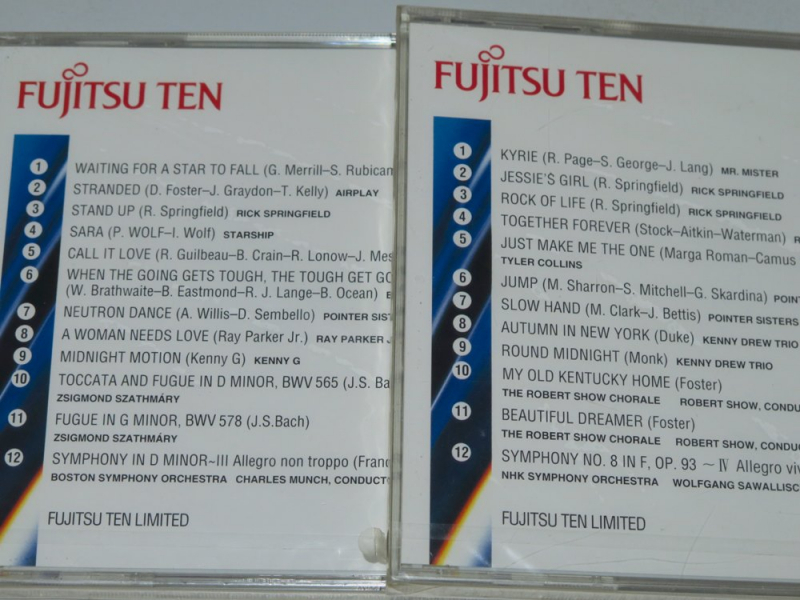 FUJITSU TEN
1 WAITING FOR A STAR TO FALL (G. Merrill–S. Rubican
2 STRANDED (D. Foster–J. Graydon–T. Kelly) AIRPLAY
3 STAND UP (R. Springfield) RICK SPRINGFIELD
4 SARA (P. WOLF–I. Wolf) STARSHIP
5 CALL IT LOVE (R. Guilbeau–B. Crain–R. Lonow–J. Mes
6 WHEN THE GOING GETS TOUGH, THE TOUGH GET GO
(W. Brathwaite–B. Eastmond–R. J. Lange–B. Ocean)
7 NEUTRON DANCE (A. Willis–D. Sembello) POINTER SIST
8 A WOMAN NEEDS LOVE (Ray Parker Jr.) RAY PARKER
9 MIDNIGHT MOTION (Kenny G) KENNY G
10 TOCCATA AND FUGUE IN D MINOR, BWV 565 (J.S. Ba
ZSIGMOND SZATHMÁRY
11 FUGUE IN G MINOR, BWV 578 (J.S.Bach)
ZSIGMOND SZATHMÁRY
12 SYMPHONY IN D MINOR~III Allegro non troppo (Fran
BOSTON SYMPHONY ORCHESTRA CHARLES MUNCH, CONDUCT
FUJITSU TEN LIMITED
FUJITSU TEN
1 KYRIE (R. Page–S. George–J. Lang) MR. MISTER
2 JESSIE'S GIRL (R. Springfield) RICK SPRINGFIELD
3 ROCK OF LIFE (R. Springfield) RICK SPRINGFIELD
4 TOGETHER FOREVER (Stock–Aitkin–Waterman) R
5 JUST MAKE ME THE ONE (Marga Roman–Camus
TYLER COLLINS
6 JUMP (M. Sharron–S. Mitchell–G. Skardina) POINT
7 SLOW HAND (M. Clark–J. Bettis) POINTER SISTERS
8 AUTUMN IN NEW YORK (Duke) KENNY DREW TRIO
9 ROUND MIDNIGHT (Monk) KENNY DREW TRIO
10 MY OLD KENTUCKY HOME (Foster)
THE ROBERT SHOW CHORALE ROBERT SHOW, CONDU
11 BEAUTIFUL DREAMER (Foster)
THE ROBERT SHOW CHORALE ROBERT SHOW, CONDU
12 SYMPHONY NO. 8 IN F, OP. 93 ~ Ⅳ Allegro viv
NHK SYMPHONY ORCHESTRA WOLFGANG SAWALLISC
FUJITSU TEN LIMITED